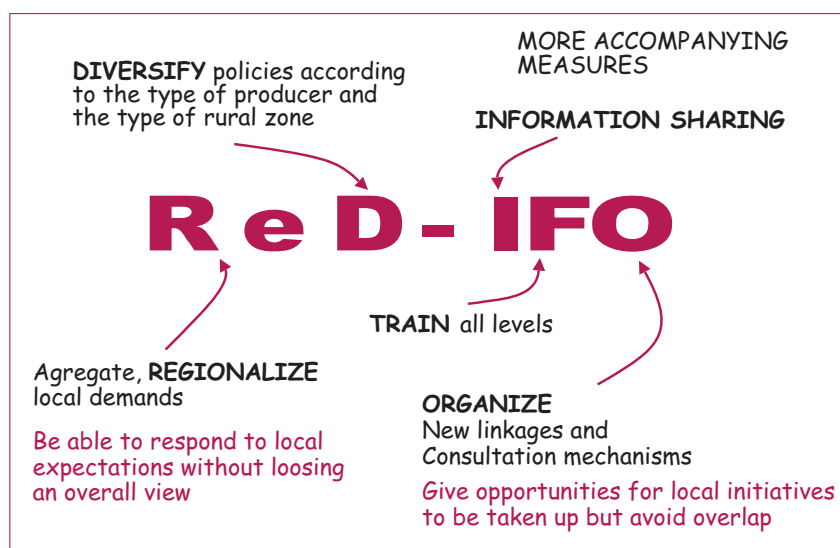 MORE ACCOMPANYING
MEASURES
DIVERSIFY policies according
to the type of producer and
the type of rural zone
INFORMATION SHARING
ReD-IFO
TRAIN all levels
Agregate, REGIONALIZE
local demands
Be able to respond to local
expectations without loosing
an overall view
ORGANIZE
New linkages and
Consultation mechanisms
Give opportunities for local initiatives
to be taken up but avoid overlap